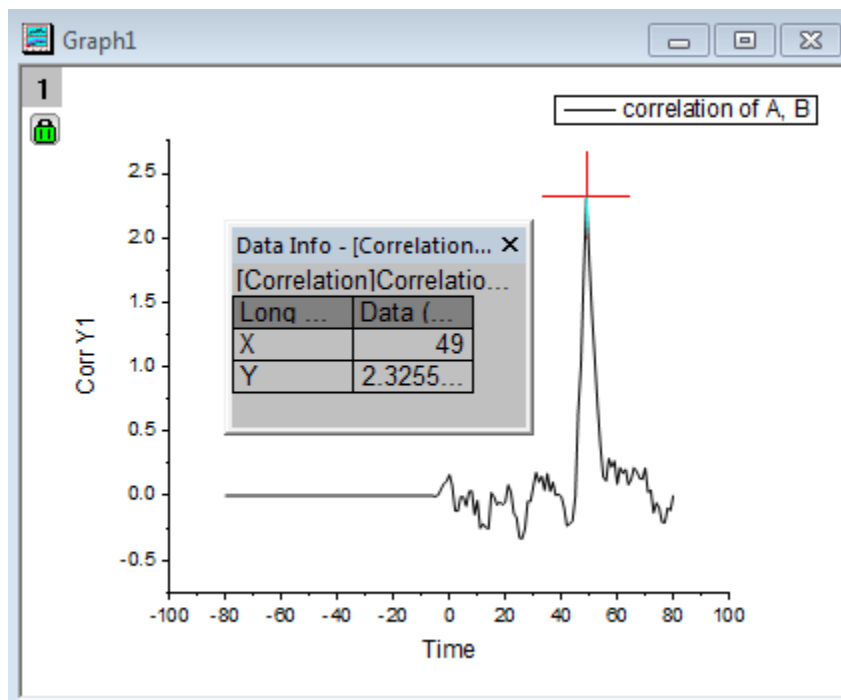 Graph1
1
correlation of A, B
2.5
2.0
1.5
1.0
0.5
0.0
-0.5
Corr Y1
Data Info - [Correlation...
[Correlation]Correlatio...
Long ... Data (...
X 49
Y 2.3255...
-100 -80 -60 -40 -20 0 20 40 60 80 100
Time